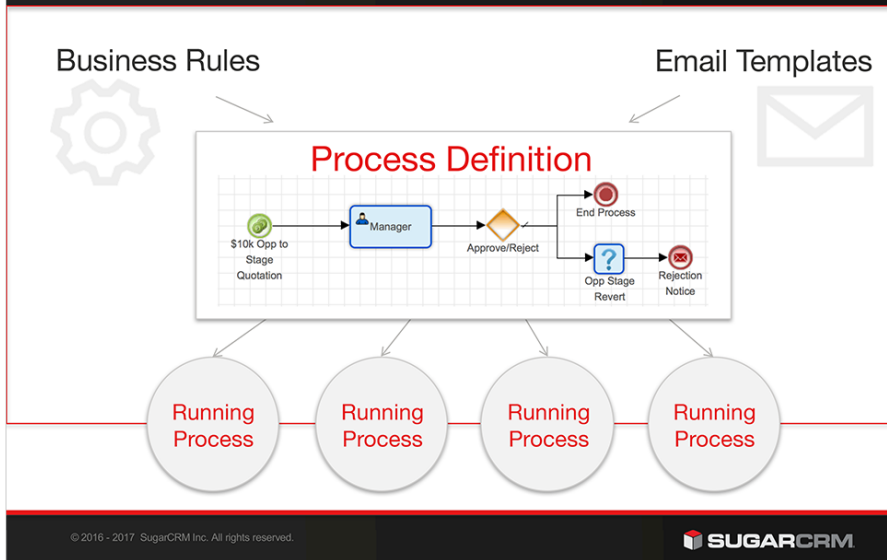 Business Rules
Email Templates
Process Definition
$10k Opp to
Stage
Quotation
Manager
Approve/Reject
End Process
?
Opp Stage
Revert
Rejection
Notice
Running
Process
Running
Process
Running
Process
Running
Process
© 2016 - 2017 SugarCRM Inc. All rights reserved.
SUGARCRM